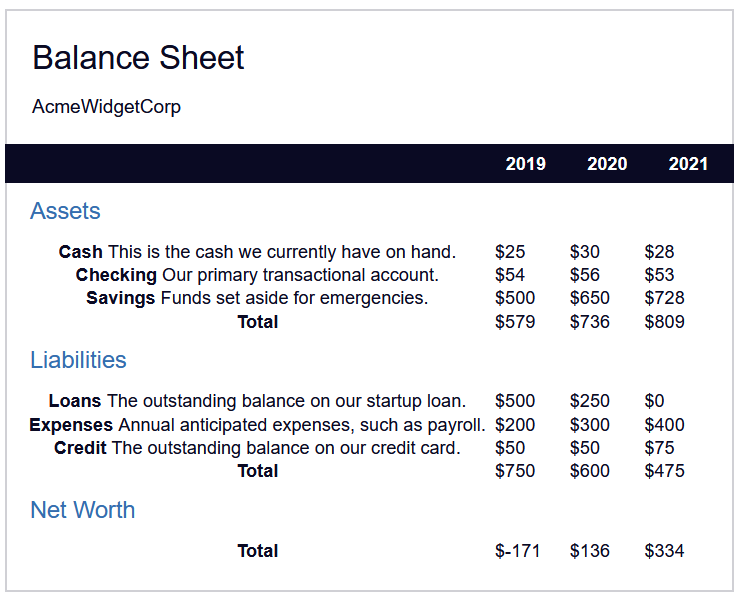 Balance Sheet
AcmeWidgetCorp
2019 2020 2021
Assets
Cash This is the cash we currently have on hand. $25 $30 $28
Checking Our primary transactional account. $54 $56 $53
Savings Funds set aside for emergencies. $500 $650 $728
Total $579 $736 $809
Liabilities
Loans The outstanding balance on our startup loan. $500 $250 $0
Expenses Annual anticipated expenses, such as payroll. $200 $300 $400
Credit The outstanding balance on our credit card. $50 $50 $75
Total $750 $600 $475
Net Worth
Total $-171 $136 $334